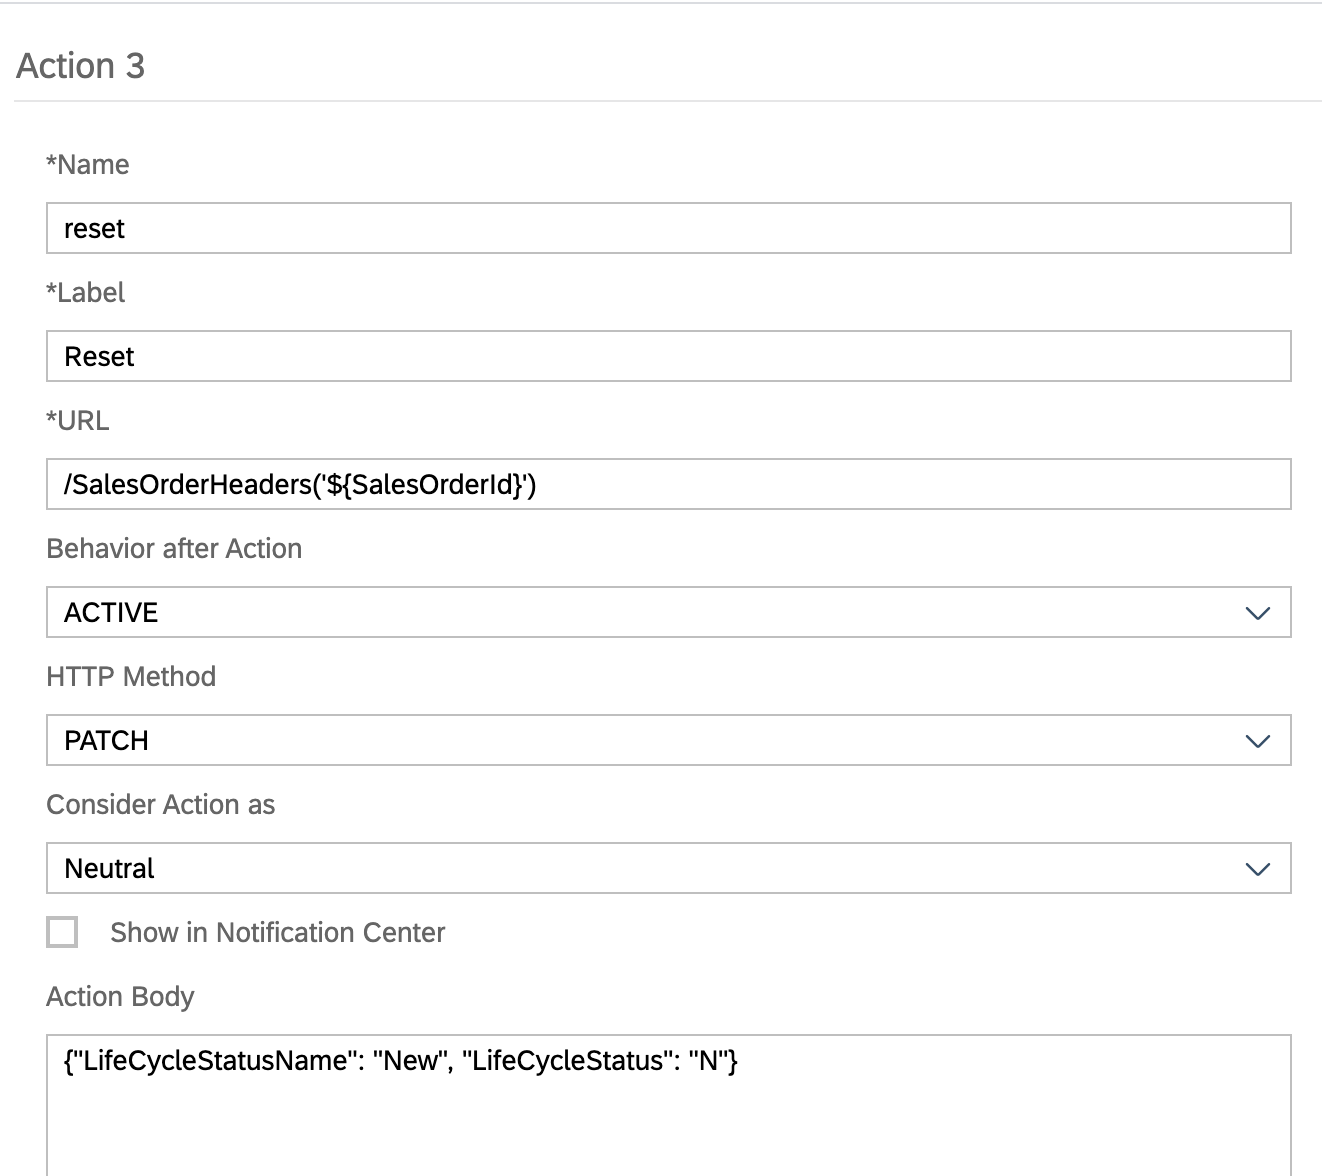 Action 3
*Name
reset
*Label
Reset
*URL
/SalesOrderHeaders('${SalesOrderId}')
Behavior after Action
ACTIVE
HTTP Method
PATCH
Consider Action as
Neutral
Show in Notification Center
Action Body
{"LifeCycleStatusName": "New", "LifeCycleStatus": "N"}